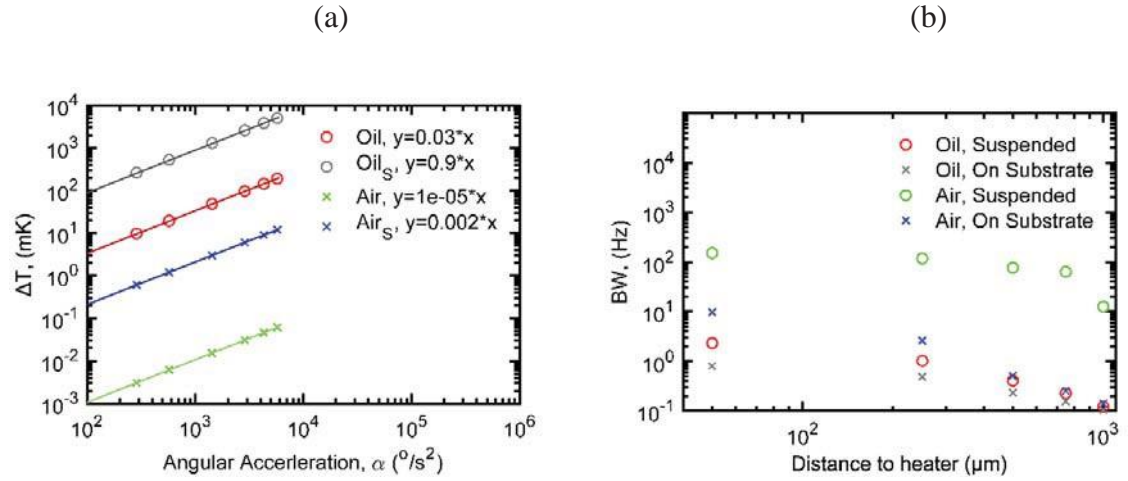 (a)
(b)
10^4
10^3
10^2
10^1
10^0
10^-1
10^-2
10^-3
ΔT, (mK)
Oil, y=0.03*x
Oil_S, y=0.9*x
Air, y=1e-05*x
Air_S, y=0.002*x
10^2
10^3
10^4
10^5
10^6
Angular Accerleration, α (°/s^2)
10^4
10^3
10^2
10^1
10^0
10^-1
BW, (Hz)
Oil, Suspended
Oil, On Substrate
Air, Suspended
Air, On Substrate
10^2
10^3
Distance to heater (μm)